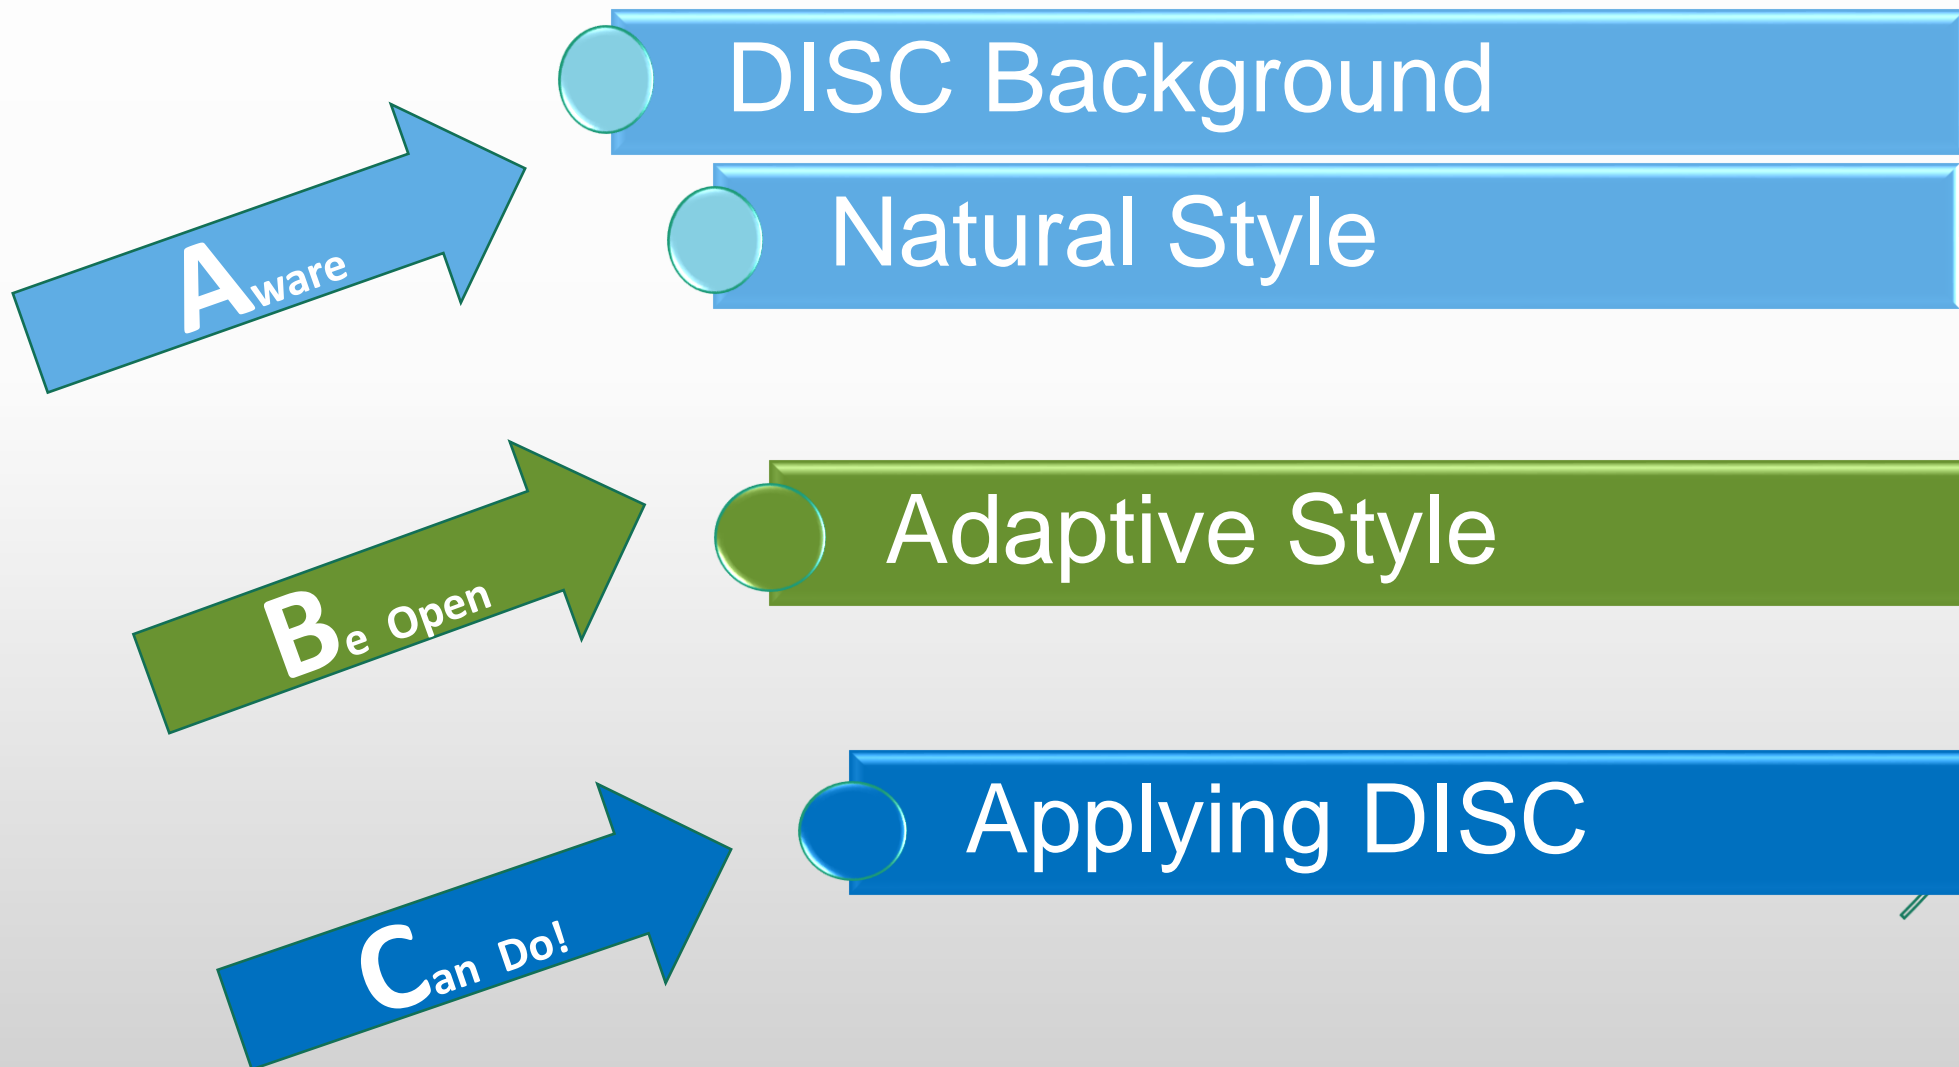 DISC Background
Natural Style
Aware
Adaptive Style
Be Open
Applying DISC
Can Do!